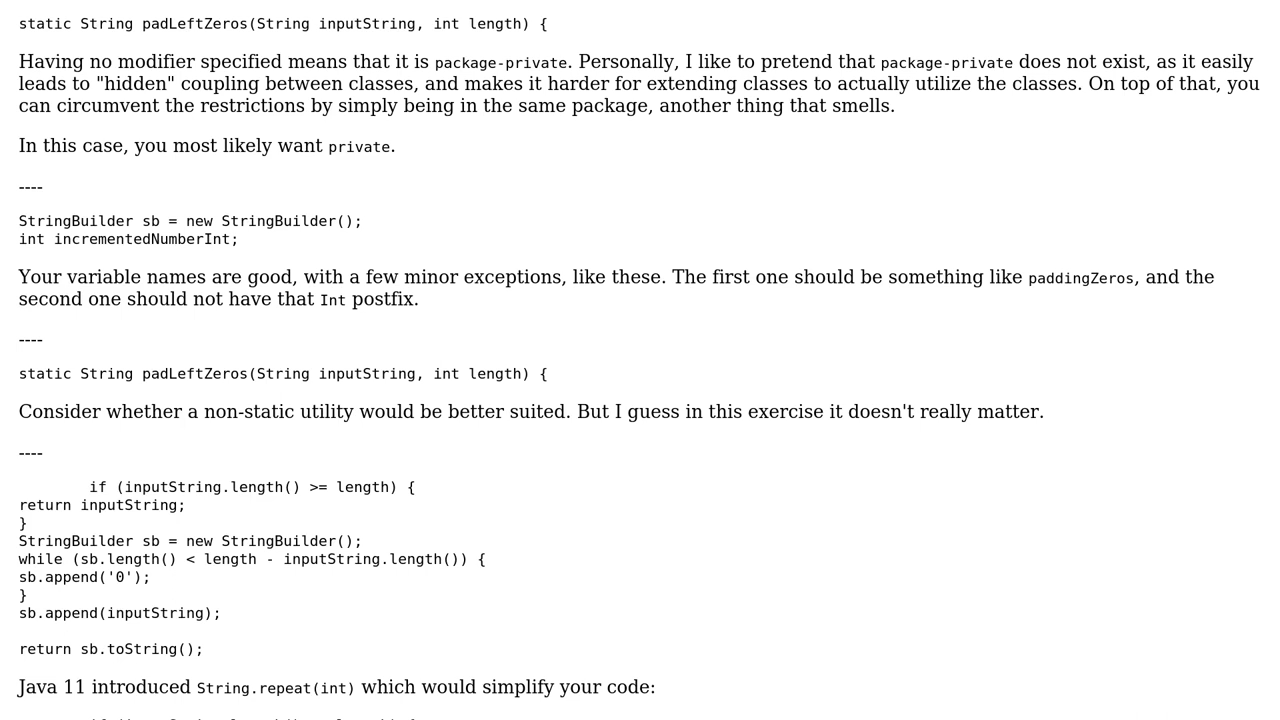 static String padLeftZeros(String inputString, int length) {
Having no modifier specified means that it is package-private. Personally, I like to pretend that package-private does not exist, as it easily
leads to "hidden" coupling between classes, and makes it harder for extending classes to actually utilize the classes. On top of that, you
can circumvent the restrictions by simply being in the same package, another thing that smells.
In this case, you most likely want private.
----
StringBuilder sb = new StringBuilder();
int incrementedNumberInt;
Your variable names are good, with a few minor exceptions, like these. The first one should be something like paddingZeros, and the
second one should not have that Int postfix.
----
static String padLeftZeros(String inputString, int length) {
Consider whether a non-static utility would be better suited. But I guess in this exercise it doesn't really matter.
----
if (inputString.length() >= length) {
return inputString;
}
StringBuilder sb = new StringBuilder();
while (sb.length() < length - inputString.length()) {
sb.append('0');
}
sb.append(inputString);
return sb.toString();
Java 11 introduced String.repeat(int) which would simplify your code: